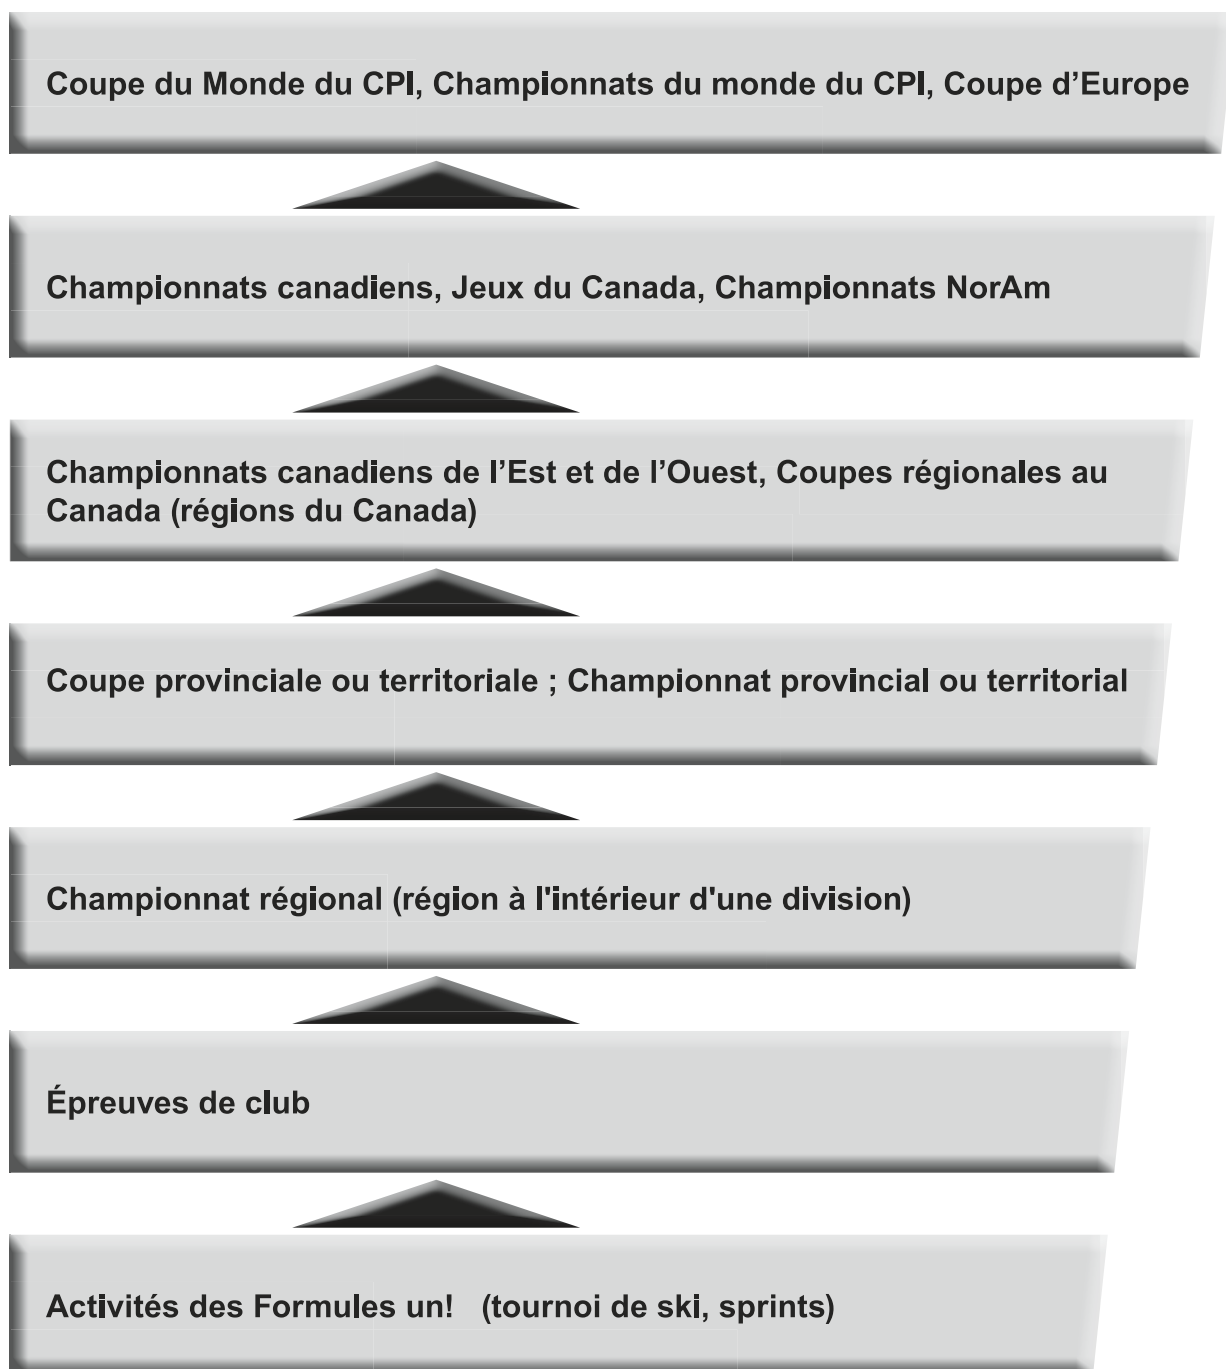 Coupe du Monde du CPI, Championnats du monde du CPI, Coupe d’Europe
Championnats canadiens, Jeux du Canada, Championnats NorAm
Championnats canadiens de l’Est et de l’Ouest, Coupes régionales au
Canada (régions du Canada)
Coupe provinciale ou territoriale ; Championnat provincial ou territorial
Championnat régional (région à l'intérieur d'une division)
Épreuves de club
Activités des Formules un! (tournoi de ski, sprints)